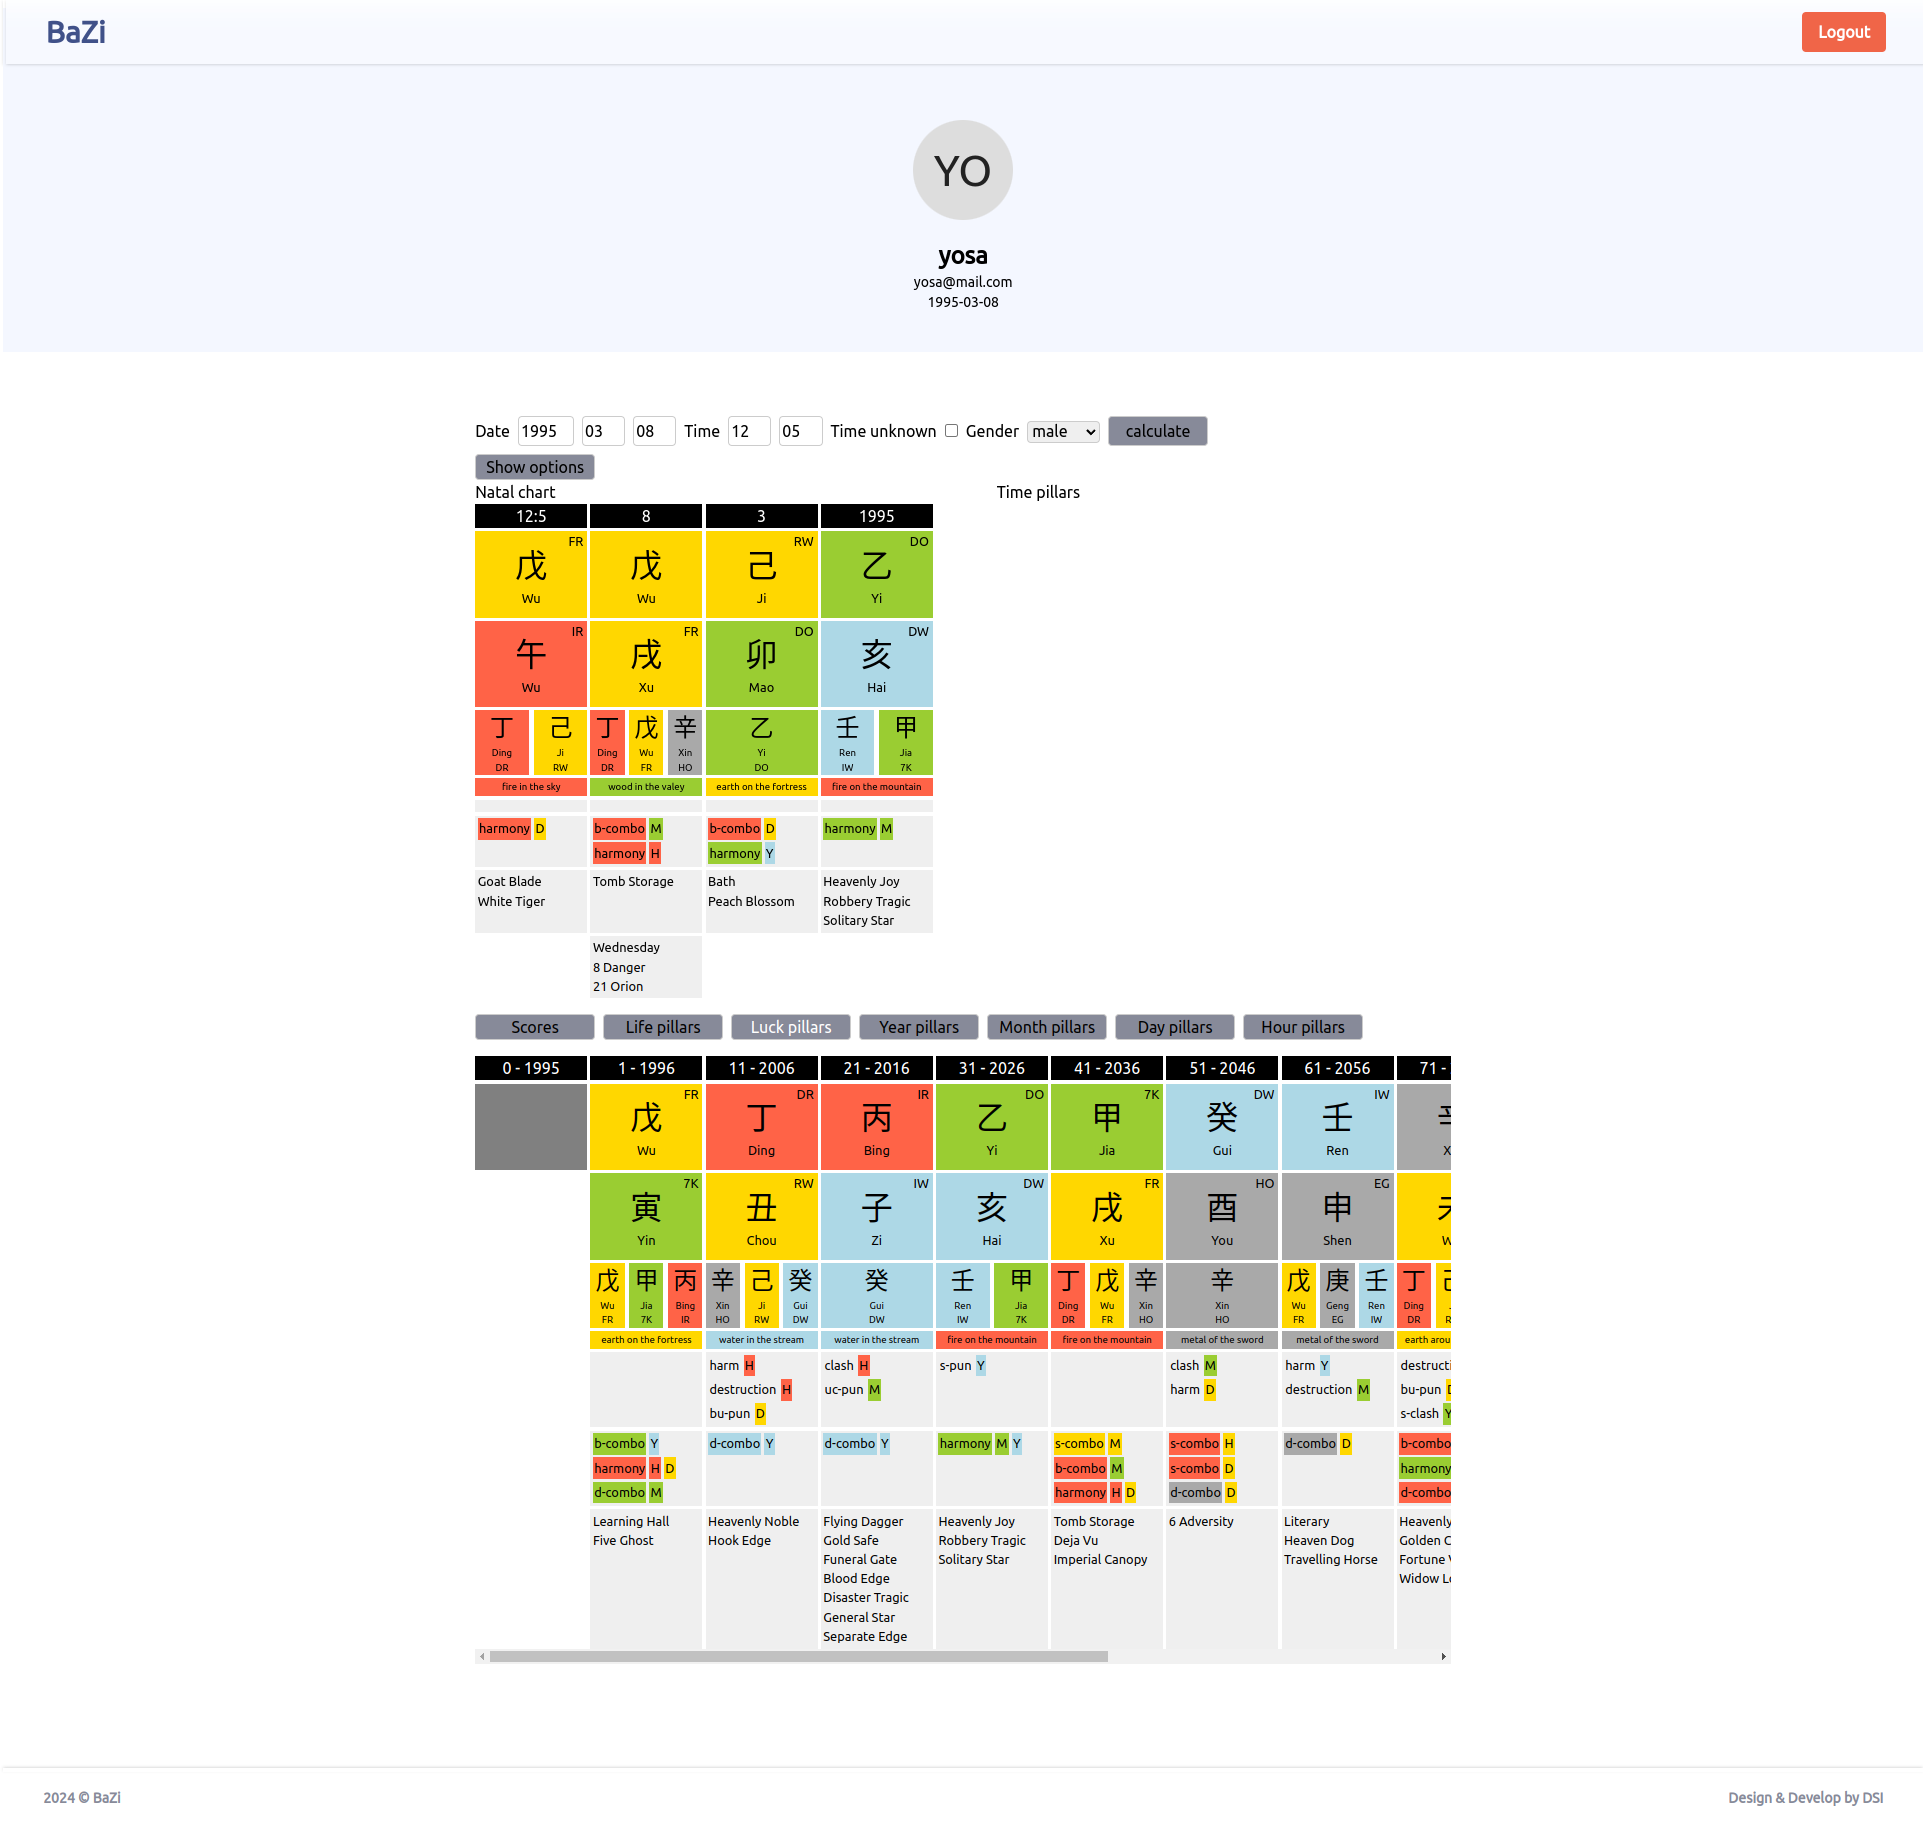 BaZi
Logout
YO
yosa
yosa@mail.com
1995-03-08
Date 1995 03 08 Time 12 05 Time unknown Gender male calculate
Show options
Natal chart Time pillars
12:5 8 3 1995
FR RW DO
戊 戊 己 乙
Wu Wu Ji Yi
IR FR DO DW
午 戌 卯 亥
Wu Xu Mao Hai
丁 己 丁 戊 辛 乙 壬 甲
Ding Ji Ding Wu Xin Yi Ren Jia
DR RW DR FR HO DO IW 7K
fire in the sky wood in the valey earth on the fortress fire on the mountain
harmony D b-combo M b-combo D harmony M
harmony H harmony Y
Goat Blade Tomb Storage Bath Heavenly Joy
White Tiger Peach Blossom Robbery Tragic
Solitary Star
Wednesday
8 Danger
21 Orion
Scores Life pillars Luck pillars Year pillars Month pillars Day pillars Hour pillars
0 - 1995 1 - 1996 11 - 2006 21 - 2016 31 - 2026 41 - 2036 51 - 2046 61 - 2056 71 -
FR DR IR DO 7K DW IW
戊 丁 丙 乙 甲 癸 壬
Wu Ding Bing Yi Jia Gui Ren
7K RW IW DW FR HO EG
寅 丑 子 亥 戌 酉 申
Yin Chou Zi Hai Xu You Shen
戊 甲 丙 辛 己 癸 癸 壬 甲 丁 戊 辛 辛 戊 庚 壬 丁
Wu Jia Bing Xin Ji Gui Gui Ren Jia Ding Wu Xin Xin Wu Geng Ren Ding
FR 7K IR HO RW DW DW IW 7K DR FR HO HO FR EG IW DR
earth on the fortress water in the stream water in the stream fire on the mountain fire on the mountain metal of the sword metal of the sword earth arou
harm H clash H s-pun Y clash M harm Y destructi
destruction H uc-pun M harm D destruction M bu-pun
bu-pun D s-clash Y
b-combo Y d-combo Y d-combo Y harmony M Y s-combo M s-combo H d-combo D b-combo
harmony H D b-combo M s-combo D harmony
d-combo M harmony H D d-combo D d-combo
Learning Hall Heavenly Noble Flying Dagger Heavenly Joy Tomb Storage 6 Adversity Literary Heavenly
Five Ghost Hook Edge Gold Safe Robbery Tragic Deja Vu Heaven Dog Golden
Funeral Gate Solitary Star Imperial Canopy Travelling Horse Fortune
Blood Edge Widow
Disaster Tragic
General Star
Separate Edge
2024 © BaZi Design & Develop by DSI